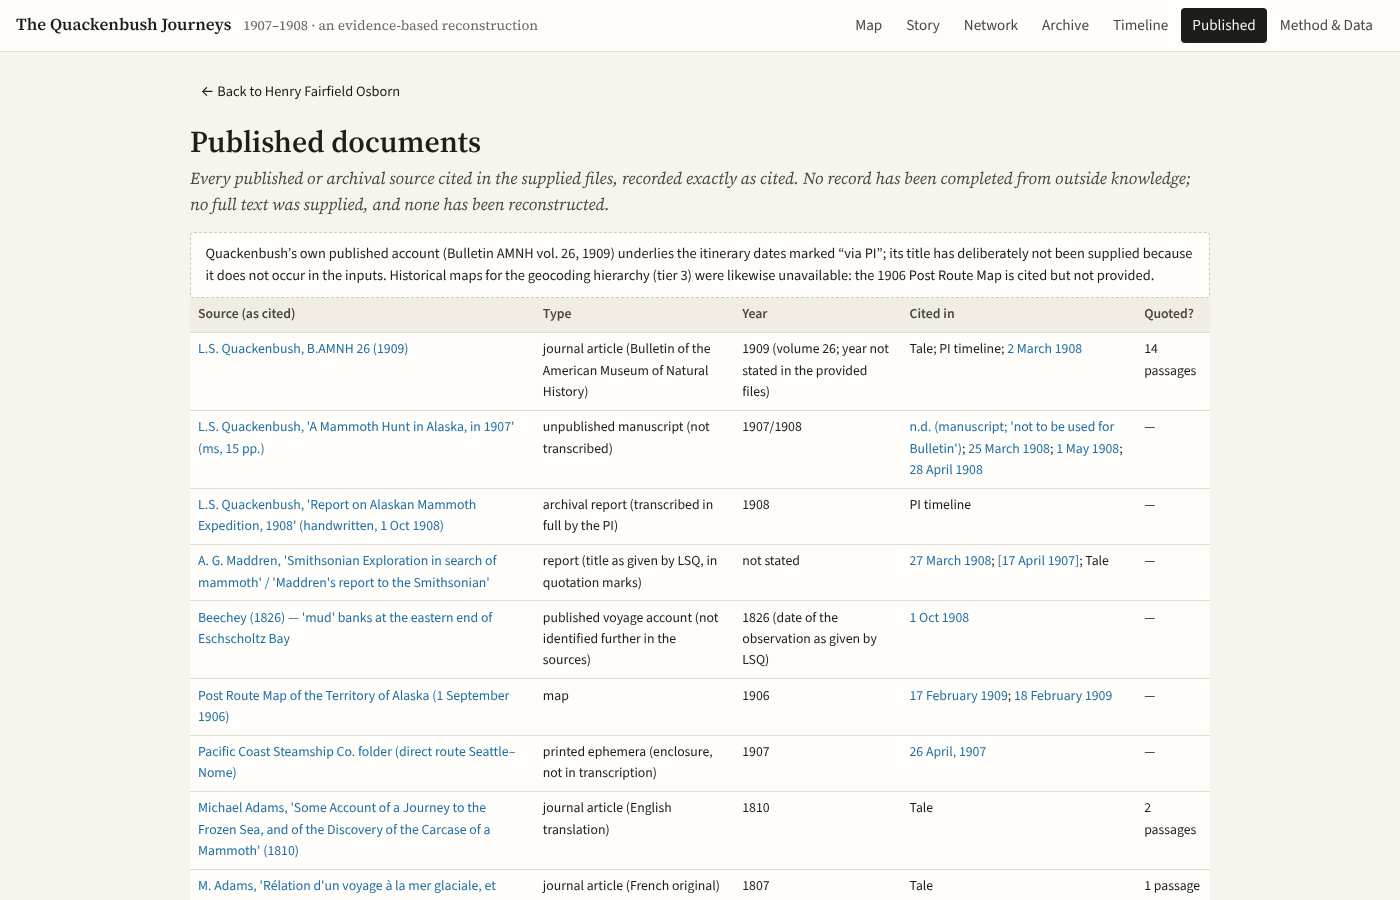 The Quackenbush Journeys 1907–1908 · an evidence-based reconstruction Map Story Network Archive Timeline Published Method & Data
← Back to Henry Fairfield Osborn
Published documents
Every published or archival source cited in the supplied files, recorded exactly as cited. No record has been completed from outside knowledge;
no full text was supplied, and none has been reconstructed.
Quackenbush’s own published account (Bulletin AMNH vol. 26, 1909) underlies the itinerary dates marked “via PI”; its title has deliberately not been supplied because
it does not occur in the inputs. Historical maps for the geocoding hierarchy (tier 3) were likewise unavailable: the 1906 Post Route Map is cited but not provided.
Source (as cited) Type Year Cited in Quoted?
L.S. Quackenbush, B.AMNH 26 (1909) journal article (Bulletin of the 1909 (volume 26; year not Tale; PI timeline; 2 March 1908 14
American Museum of Natural stated in the provided passages
History) files)
L.S. Quackenbush, 'A Mammoth Hunt in Alaska, in 1907' unpublished manuscript (not 1907/1908 n.d. (manuscript; 'not to be used for —
(ms, 15 pp.) transcribed) Bulletin'); 25 March 1908; 1 May 1908;
28 April 1908
L.S. Quackenbush, 'Report on Alaskan Mammoth archival report (transcribed in 1908 PI timeline —
Expedition, 1908' (handwritten, 1 Oct 1908) full by the PI)
A. G. Maddren, 'Smithsonian Exploration in search of report (title as given by LSQ, in not stated 27 March 1908; [17 April 1907]; Tale —
mammoth' / 'Maddren's report to the Smithsonian' quotation marks)
Beechey (1826) — 'mud' banks at the eastern end of published voyage account (not 1826 (date of the 1 Oct 1908 —
Eschscholtz Bay identified further in the observation as given by
sources) LSQ)
Post Route Map of the Territory of Alaska (1 September map 1906 17 February 1909; 18 February 1909 —
1906)
Pacific Coast Steamship Co. folder (direct route Seattle– printed ephemera (enclosure, 1907 26 April, 1907 —
Nome) not in transcription)
Michael Adams, 'Some Account of a Journey to the journal article (English 1810 Tale 2
Frozen Sea, and of the Discovery of the Carcase of a translation) passages
Mammoth' (1810)
M. Adams, 'Rélation d'un voyage à la mer glaciale, et journal article (French original) 1807 Tale 1 passage